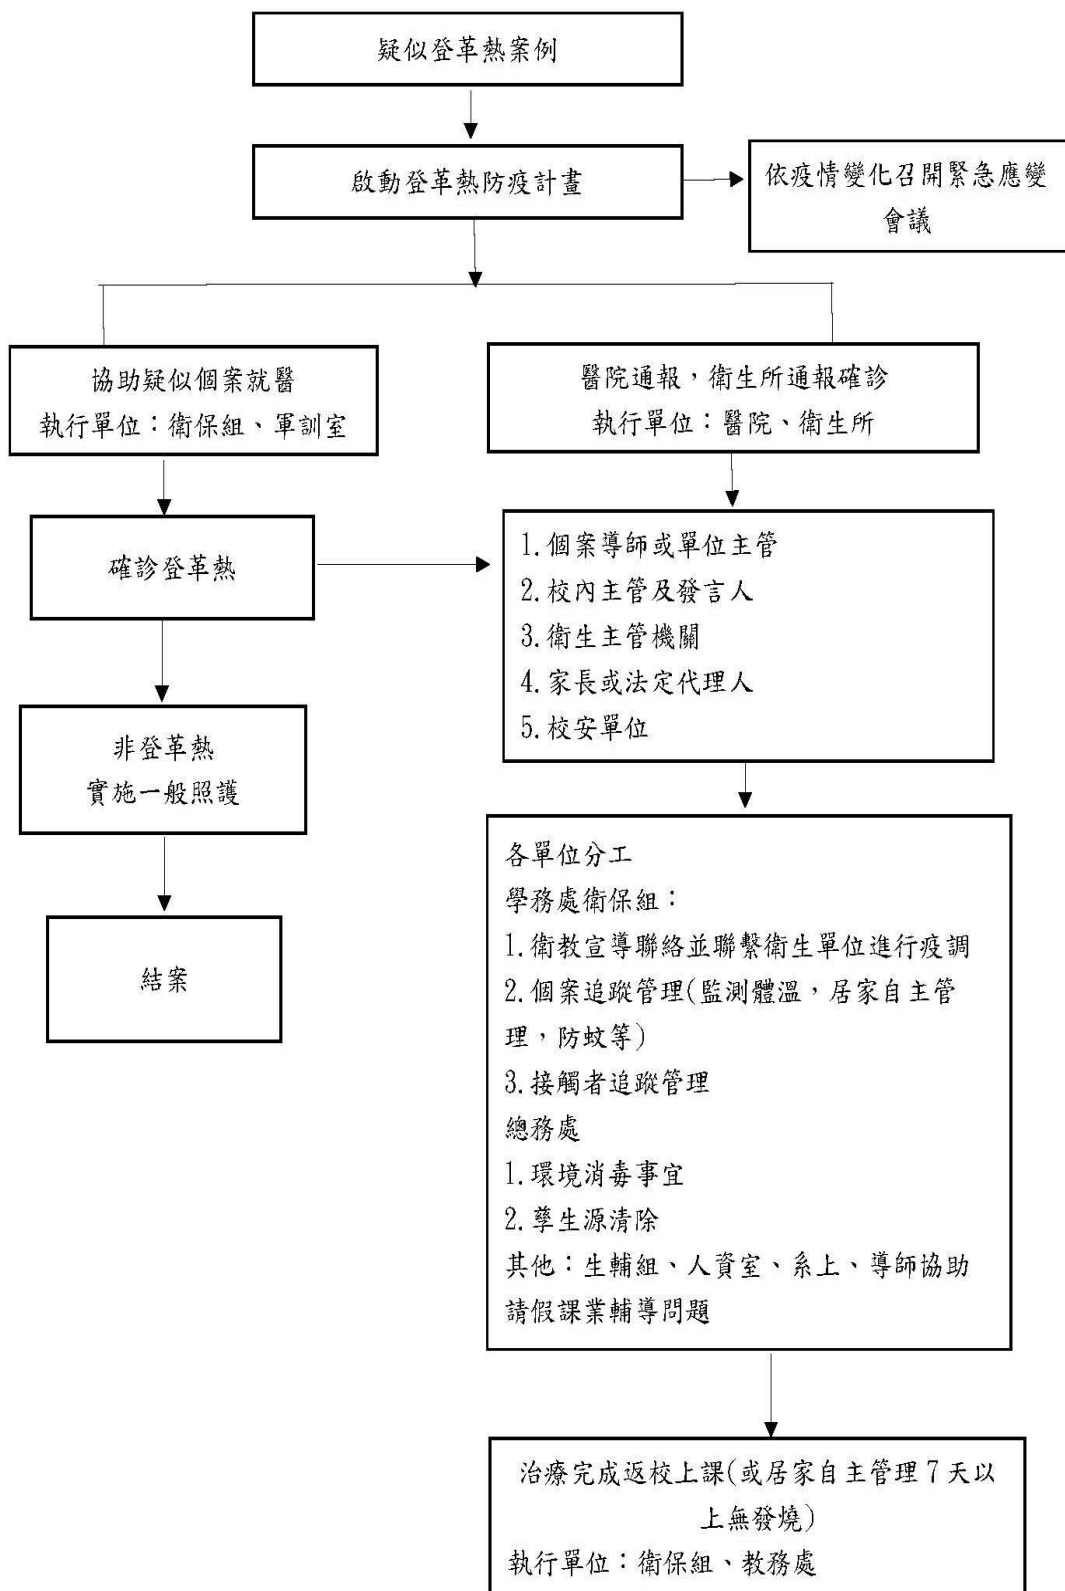 疑似登革熱案例
啟動登革熱防疫計畫
依疫情變化召開緊急應變
會議
協助疑似個案就醫
執行單位：衛保組、軍訓室
醫院通報，衛生所通報確診
執行單位：醫院、衛生所
確診登革熱
1.個案導師或單位主管
2.校內主管及發言人
3.衛生主管機關
4.家長或法定代理人
5.校安單位
非登革熱
實施一般照護
結案
各單位分工
學務處衛保組：
1.衛教宣導聯絡並聯繫衛生單位進行疫調
2.個案追蹤管理(監測體溫，居家自主管
理，防蚊等)
3.接觸者追蹤管理
總務處
1.環境消毒事宜
2.孳生源清除
其他：生輔組、人資室、系上、導師協助
請假課業輔導問題
治療完成返校上課(或居家自主管理 7 天以
上無發燒)
執行單位：衛保組、教務處